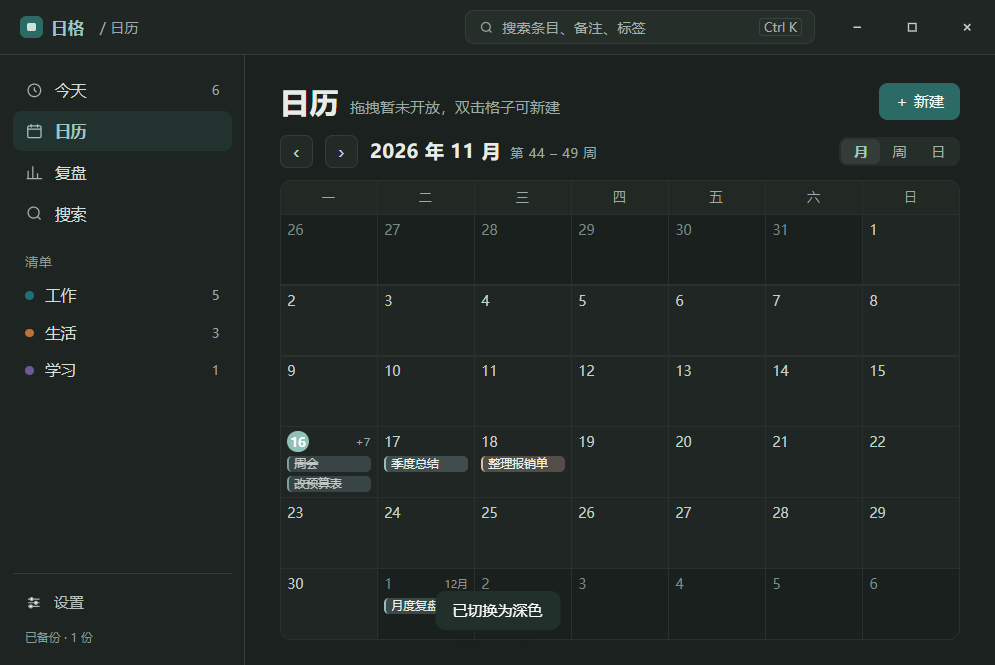 日格 / 日历
搜索条目、备注、标签 Ctrl K
今天 6
日历
复盘
搜索
清单
工作 5
生活 3
学习 1
设置
已备份 · 1 份
日历 拖拽暂未开放，双击格子可新建
+ 新建
‹ › 2026 年 11 月 第 44 – 49 周
月 周 日
一 二 三 四 五 六 日
26 27 28 29 30 31 1
2 3 4 5 6 7 8
9 10 11 12 13 14 15
16 +7 17 18 19 20 21 22
周会 季度总结 整理报销单
改预算表
23 24 25 26 27 28 29
30 1 12月 2 3 4 5 6
月度复盘
已切换为深色